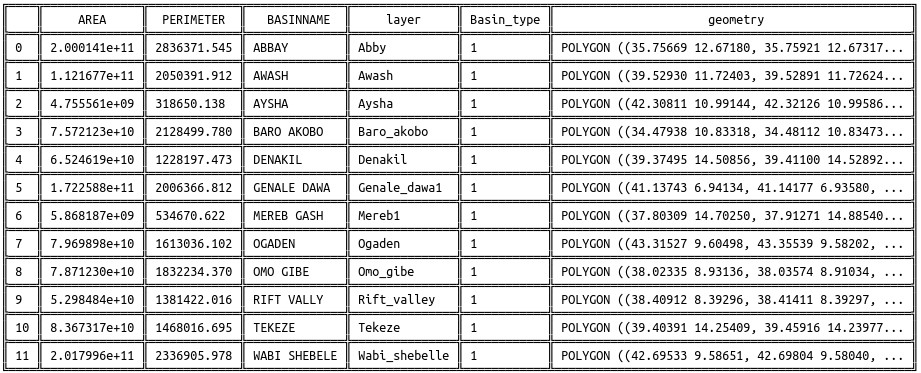 AREA PERIMETER BASINNAME layer Basin_type geometry
0 2.000141e+11 2836371.545 ABBAY Abby 1 POLYGON ((35.75669 12.67180, 35.75921 12.67317...
1 1.121677e+11 2050391.912 AWASH Awash 1 POLYGON ((39.52930 11.72403, 39.52891 11.72624...
2 4.755561e+09 318650.138 AYSHA Aysha 1 POLYGON ((42.30811 10.99144, 42.32126 10.99586...
3 7.572123e+10 2128499.780 BARO AKOBO Baro_akobo 1 POLYGON ((34.47938 10.83318, 34.48112 10.83473...
4 6.524619e+10 1228197.473 DENAKIL Denakil 1 POLYGON ((39.37495 14.50856, 39.41100 14.52892...
5 1.722588e+11 2006366.812 GENALE DAWA Genale_dawa1 1 POLYGON ((41.13743 6.94134, 41.14177 6.93580, ...
6 5.868187e+09 534670.622 MEREB GASH Mereb1 1 POLYGON ((37.80309 14.70250, 37.91271 14.88540...
7 7.969898e+10 1613036.102 OGADEN Ogaden 1 POLYGON ((43.31527 9.60498, 43.35539 9.58202, ...
8 7.871230e+10 1832234.370 OMO GIBE Omo_gibe 1 POLYGON ((38.02335 8.93136, 38.03574 8.91034, ...
9 5.298484e+10 1381422.016 RIFT VALLY Rift_valley 1 POLYGON ((38.40912 8.39296, 38.41411 8.39297, ...
10 8.367317e+10 1468016.695 TEKEZE Tekeze 1 POLYGON ((39.40391 14.25409, 39.45916 14.23977...
11 2.017996e+11 2336905.978 WABI SHEBELE Wabi_shebelle 1 POLYGON ((42.69533 9.58651, 42.69804 9.58040, ...